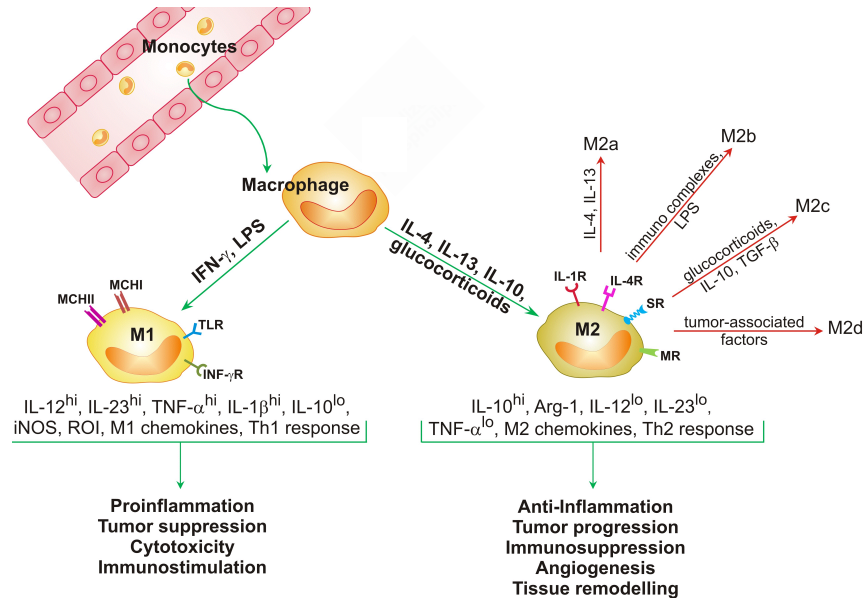 Monocytes
Macrophage
IFN-γ, LPS
IL-4, IL-13, IL-10,
glucocorticoids
M2a
IL-4, IL-13
M2b
immuno complexes,
LPS
M2c
glucocorticoids,
IL-10, TGF-β
M2d
tumor-associated
factors
MCHII
MCHI
M1
TLR
INF-γR
IL-1R
IL-4R
SR
M2
MR
IL-12hi, IL-23hi, TNF-αhi, IL-1βhi, IL-10lo,
iNOS, ROI, M1 chemokines, Th1 response
IL-10hi, Arg-1, IL-12lo, IL-23lo,
TNF-αlo, M2 chemokines, Th2 response
Proinflammation
Tumor suppression
Cytotoxicity
Immunostimulation
Anti-Inflammation
Tumor progression
Immunosuppression
Angiogenesis
Tissue remodelling